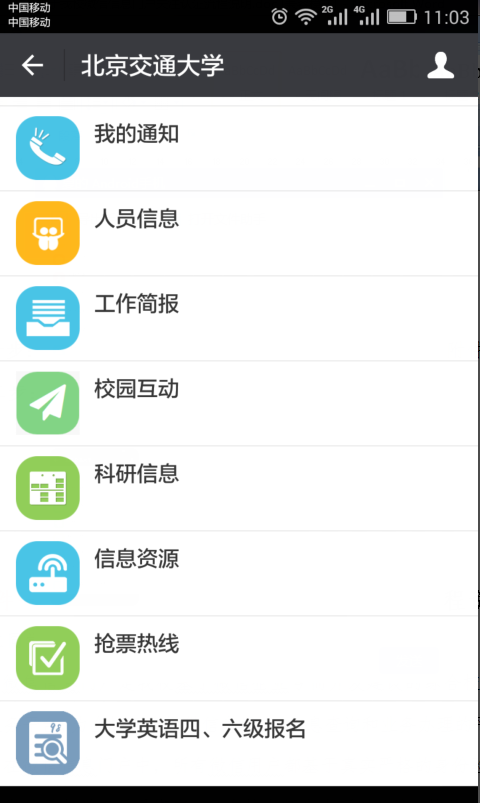 中国移动
中国移动
2G
4G
11:03
北京交通大学
我的通知
人员信息
工作简报
校园互动
科研信息
信息资源
抢票热线
大学英语四、六级报名